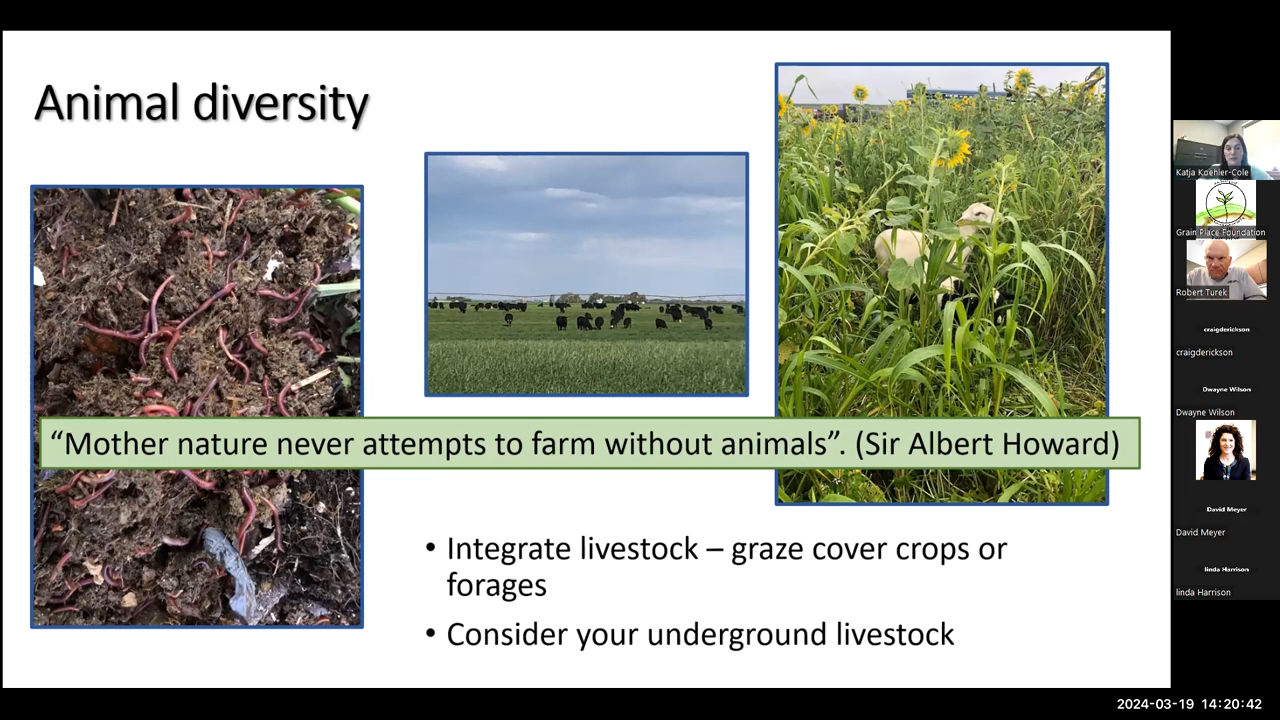 Animal diversity
“Mother nature never attempts to farm without animals”. (Sir Albert Howard)
• Integrate livestock – graze cover crops or
forages
• Consider your underground livestock
Katja Koehler-Cole
Grain Place Foundation
Robert Turek
craigderickson
craigderickson
Dwayne Wilson
Dwayne Wilson
David Meyer
David Meyer
linda Harrison
linda Harrison
2024-03-19 14:20:42